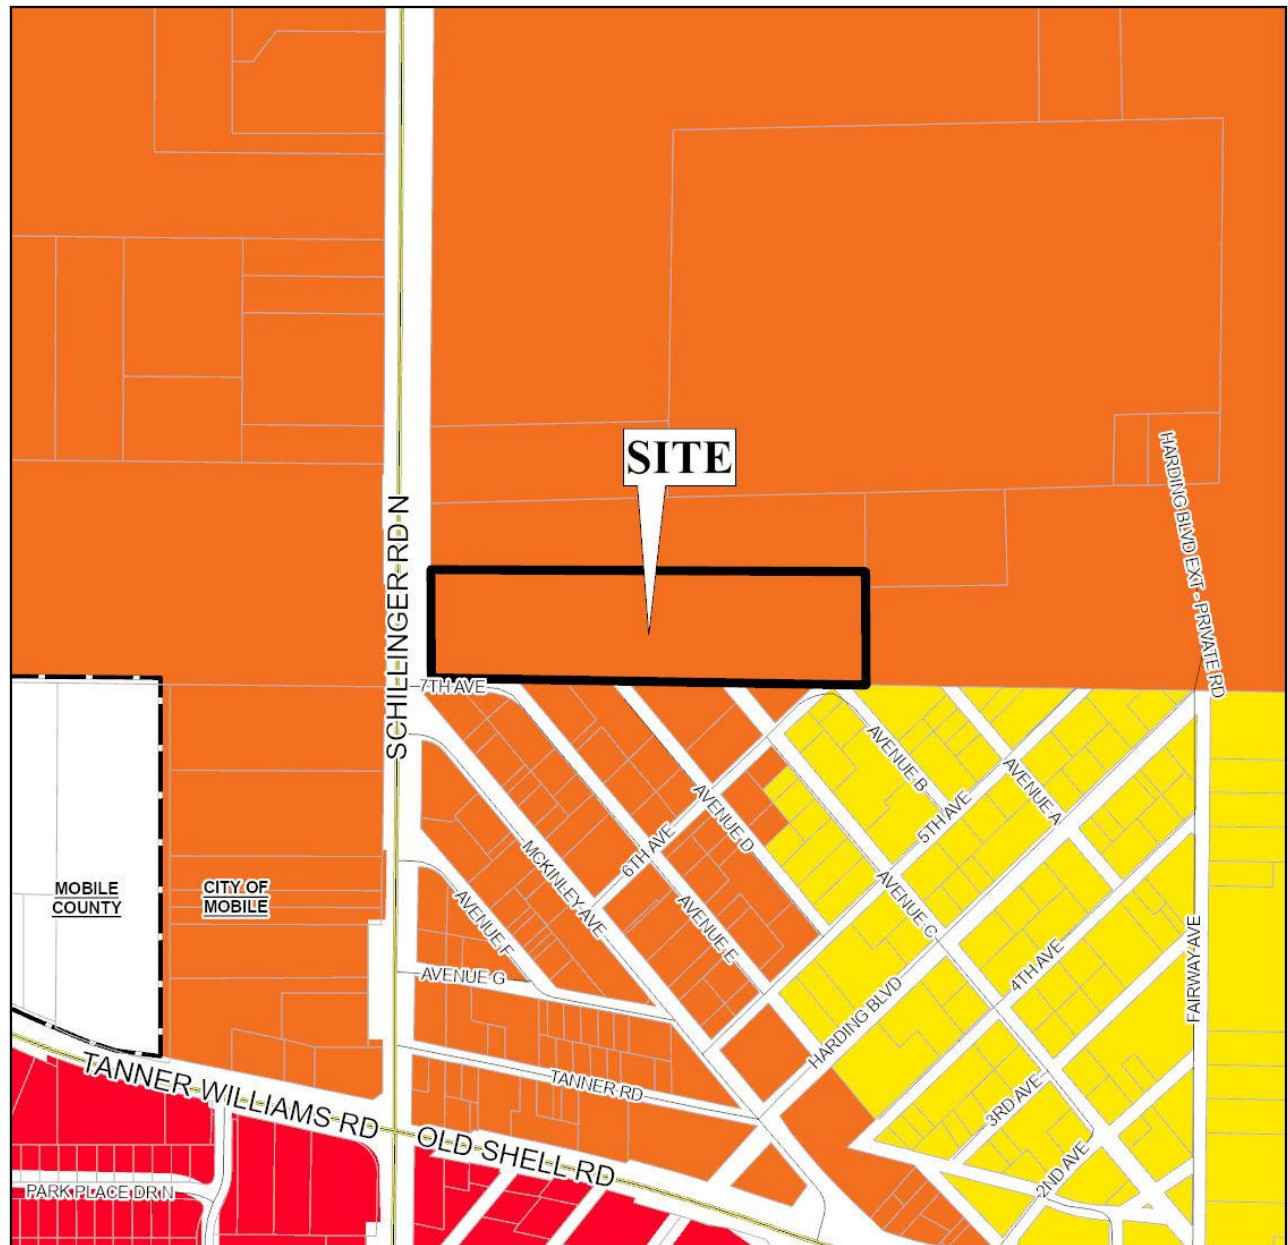 SITE
HARDING BLVD EXT - PRIVATE RD
SCHILLINGER RD N
7TH AVE
AVENUE B
AVENUE A
5TH AVE
AVENUE D
6TH AVE
MCKINLEY AVE
MOBILE
COUNTY
CITY OF
MOBILE
AVENUE F
AVENUE E
AVENUE C
4TH AVE
FAIRWAY AVE
AVENUE G
HARDING BLVD
TANNER RD
3RD AVE
TANNER WILLIAMS RD
OLD SHELL RD
2ND AVE
PARK PLACE DR N